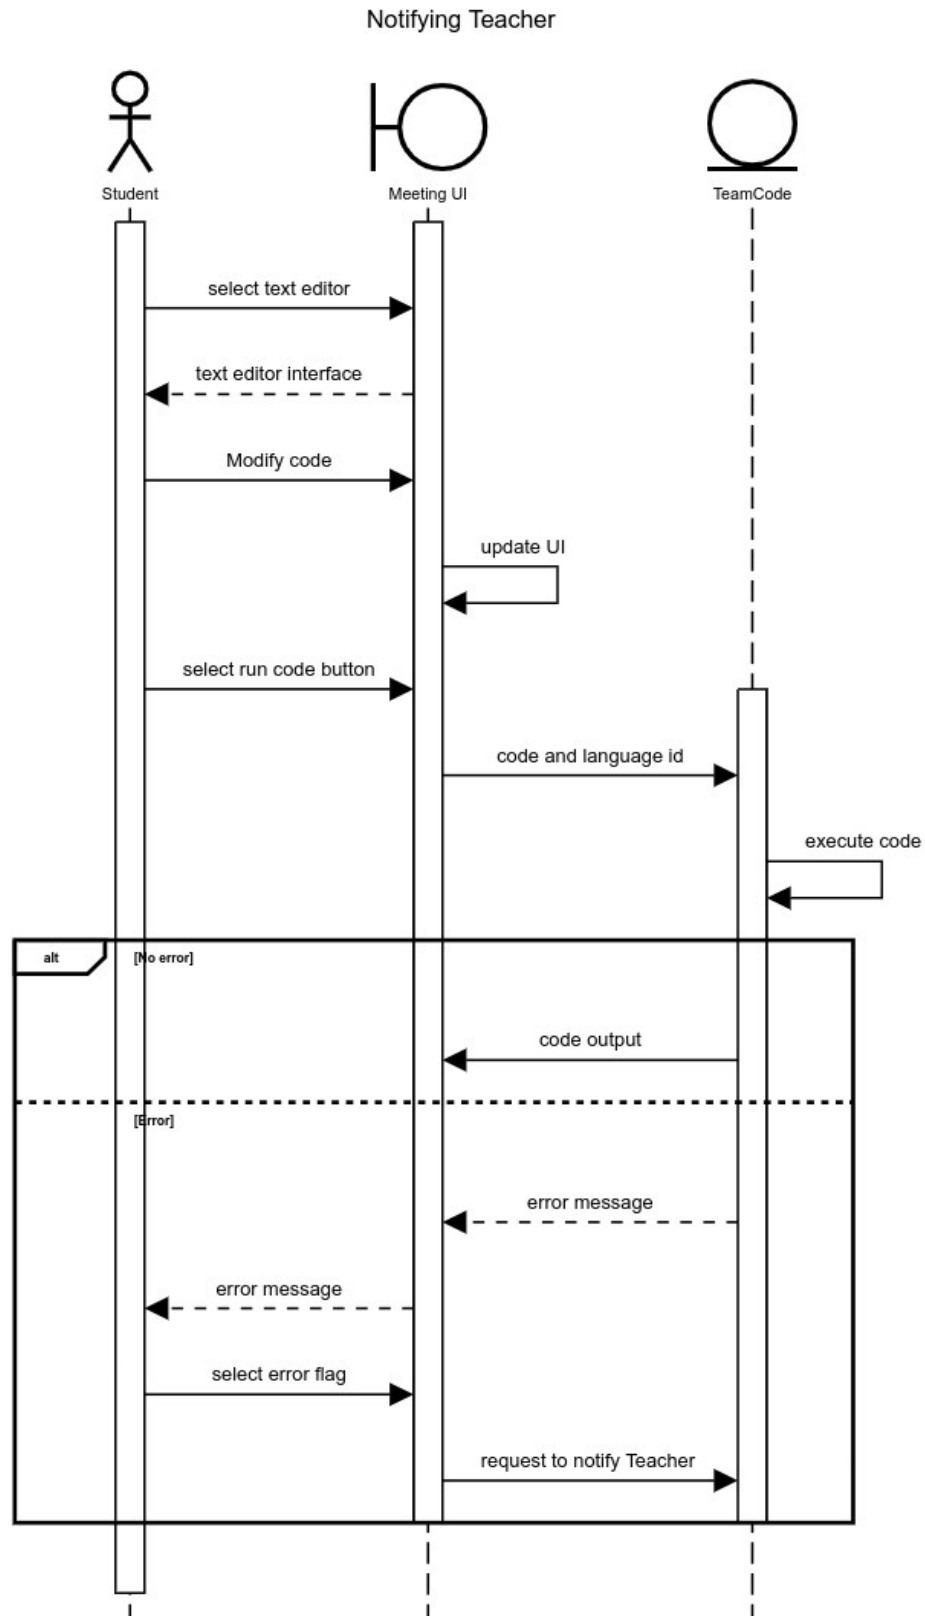 Notifying Teacher
Student
Meeting UI
TeamCode
select text editor
text editor interface
Modify code
update UI
select run code button
code and language id
execute code
alt
[No error]
code output
[Error]
error message
error message
select error flag
request to notify Teacher